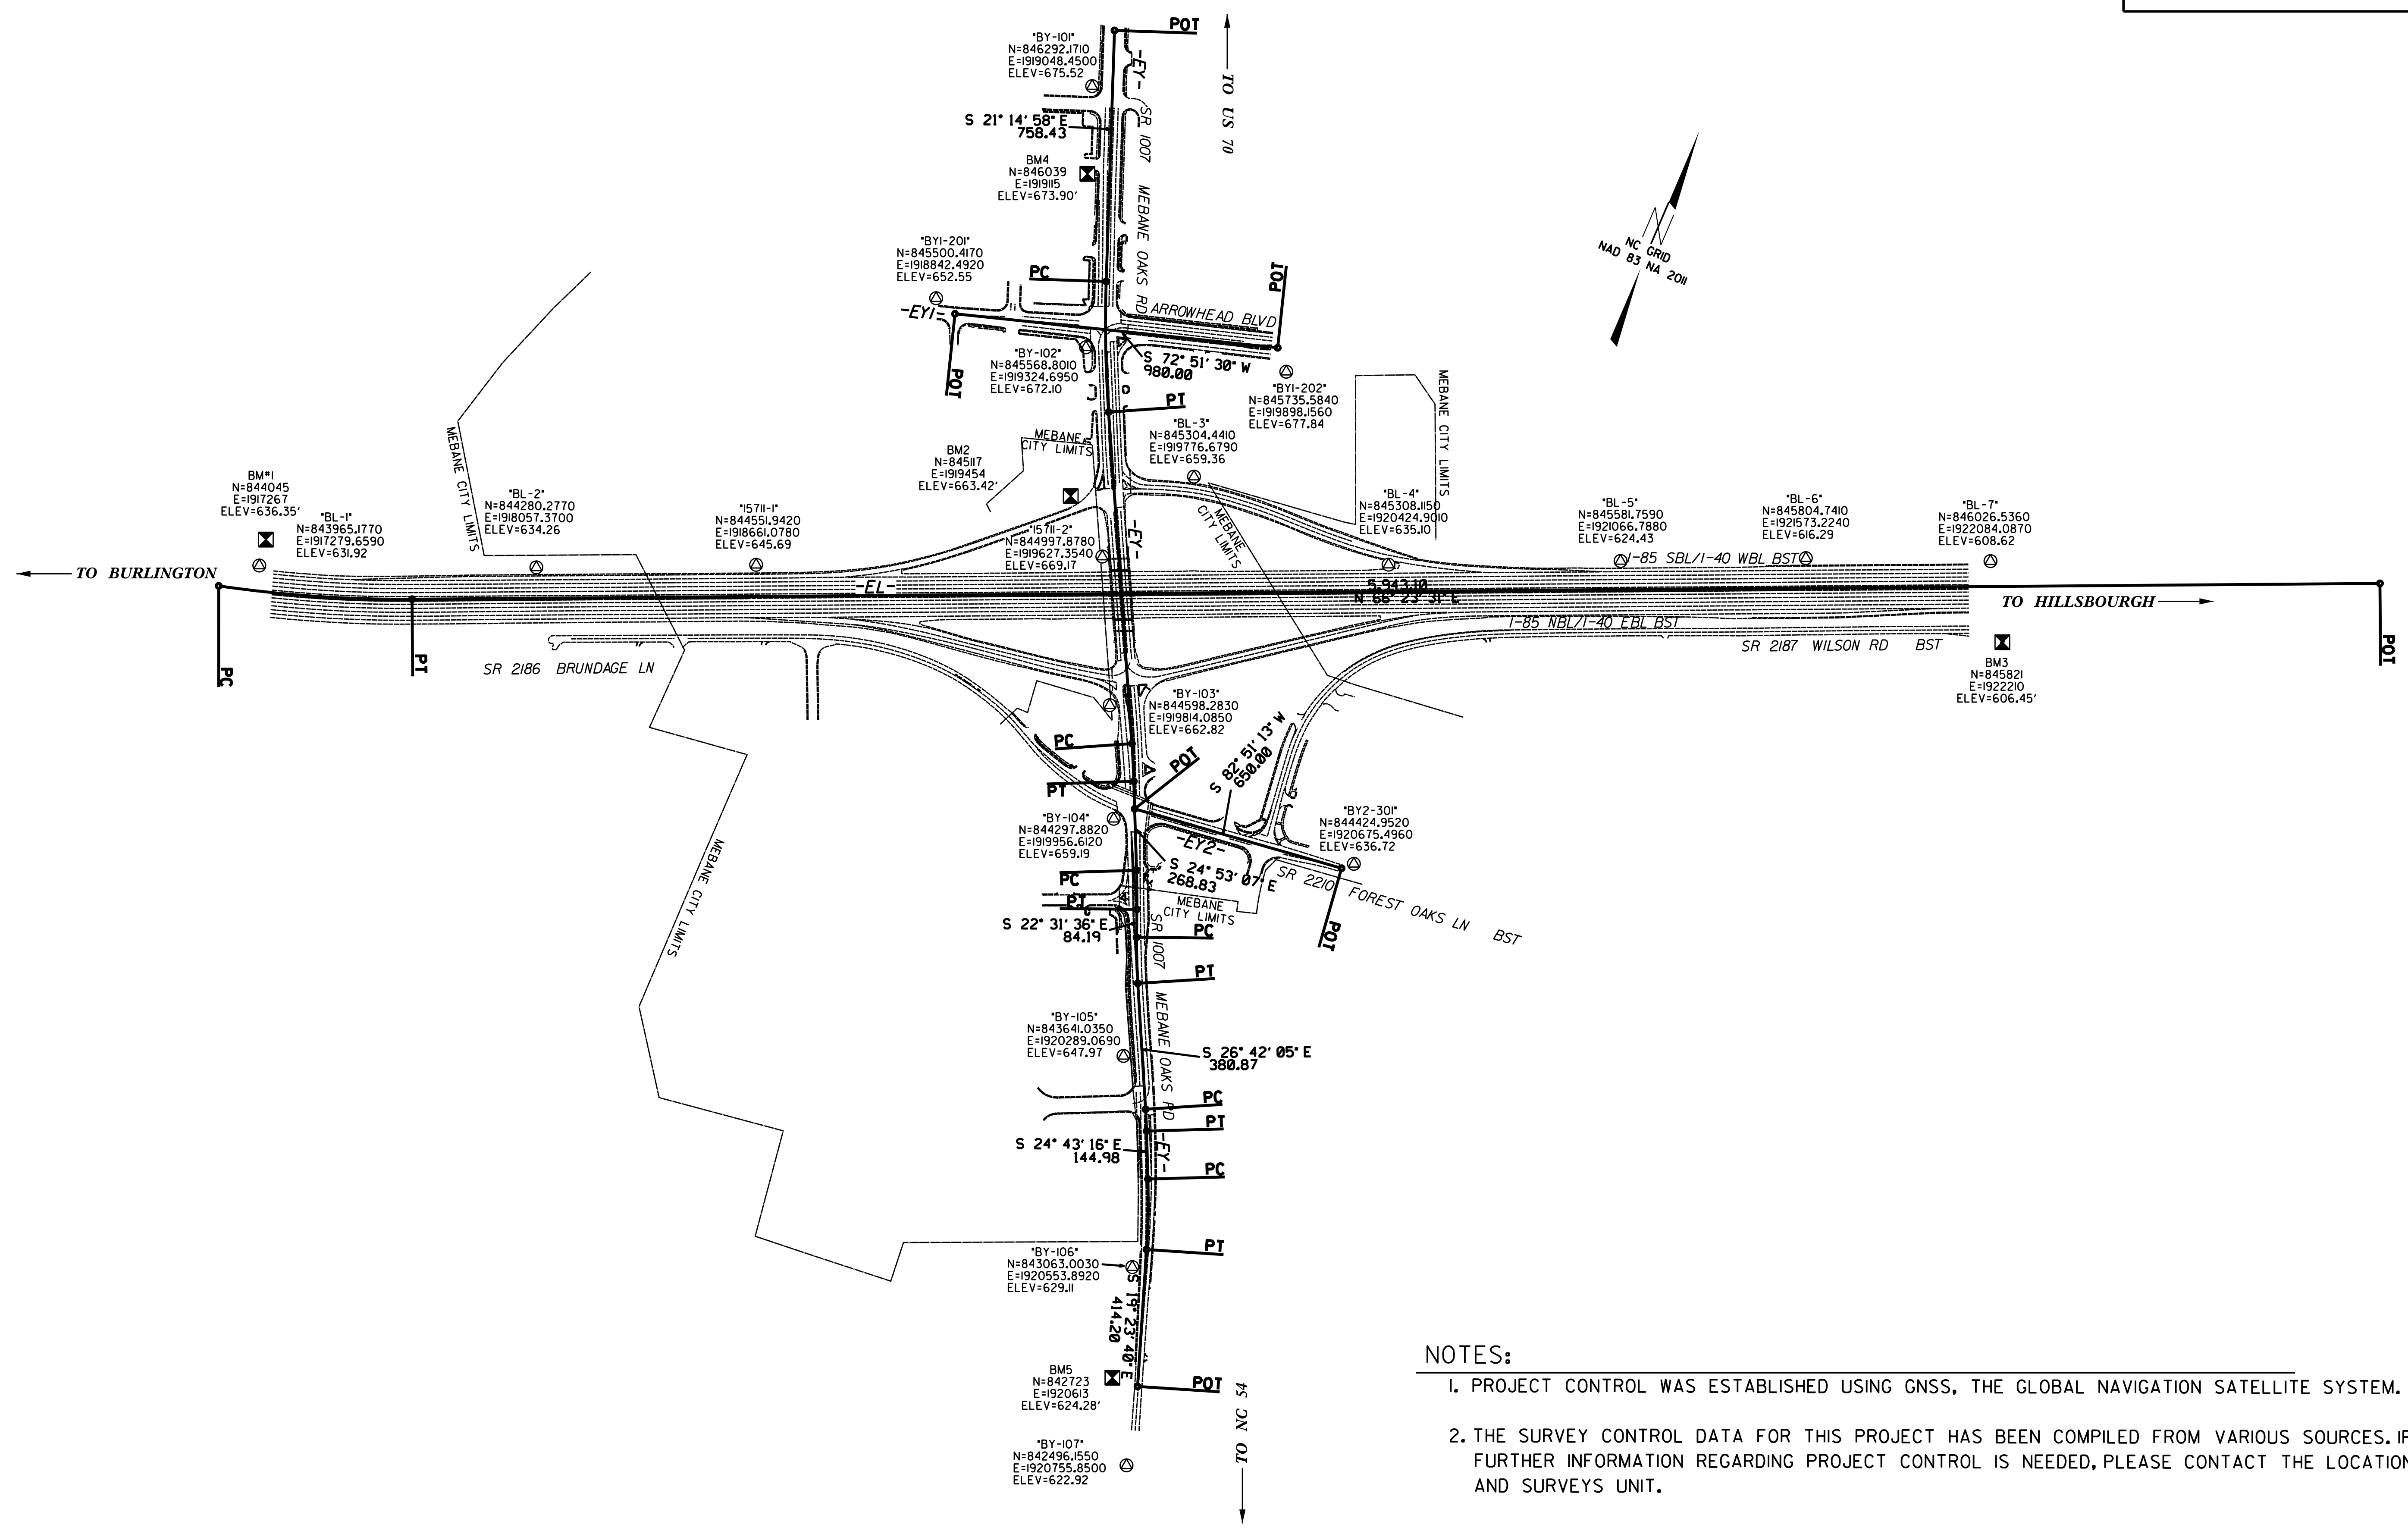 POT
"BY-101"
N=846292.1710
E=1919048.4500
ELEV=675.52
-EY-
TO US 70
S 21° 14' 58" E
758.43
SR 1007 MEBANE OAKS RD
BM4
N=846039
E=1919115
ELEV=673.90'
NC GRID
NAD 83 NA 2011
"BY1-201"
N=845500.4170
E=1918842.4920
ELEV=652.55
PC
POT
-EY1-
ARROWHEAD BLVD
"BY-102"
N=845568.8010
E=1919324.6950
ELEV=672.10
POT
S 72° 51' 30" W
980.00
"BY1-202"
N=845735.5840
E=1919898.1560
ELEV=677.84
PT
MEBANE CITY LIMITS
MEBANE CITY LIMITS
MEBANE
CITY LIMITS
"BL-3"
N=845304.4410
E=1919776.6790
ELEV=659.36
BM2
N=845117
E=1919454
ELEV=663.42'
BM#1
N=844045
E=1917267
ELEV=636.35'
"BL-1"
N=843965.1770
E=1917279.6590
ELEV=631.92
"BL-2"
N=844280.2770
E=1918057.3700
ELEV=634.26
"15711-1"
N=844551.9420
E=1918661.0780
ELEV=645.69
"15711-2"
N=844997.8780
E=1919627.3540
ELEV=669.17
-EY-
MEBANE
CITY LIMITS
"BL-4"
N=845308.1150
E=1920424.9010
ELEV=635.10
"BL-5"
N=845581.7590
E=1921066.7880
ELEV=624.43
"BL-6"
N=845804.7410
E=1921573.2240
ELEV=616.29
"BL-7"
N=846026.5360
E=1922084.0870
ELEV=608.62
I-85 SBL/I-40 WBL BST
TO BURLINGTON
-EL-
5,943.10
N 66° 23' 31" E
TO HILLSBOURGH
I-85 NBL/I-40 EBL BST
SR 2187 WILSON RD BST
PC
PT
SR 2186 BRUNDAGE LN
POT
BM3
N=845821
E=1922210
ELEV=606.45'
"BY-103"
N=844598.2830
E=1919814.0850
ELEV=662.82
PC
POT
S 82° 51' 13" W
650.00
PT
"BY-104"
N=844297.8820
E=1919956.6120
ELEV=659.19
"BY2-301"
N=844424.9520
E=1920675.4960
ELEV=636.72
-EY2-
S 24° 53' 07" E
268.83
SR 2210 FOREST OAKS LN BST
PC
PT
MEBANE
CITY LIMITS
MEBANE CITY LIMITS
S 22° 31' 36" E
84.19
PC
POT
PT
SR 1007 MEBANE OAKS RD
"BY-105"
N=843641.0350
E=1920289.0690
ELEV=647.97
S 26° 42' 05" E
380.87
PC
PT
S 24° 43' 16" E
144.98
-EY-
PC
PT
"BY-106"
N=843063.0030
E=1920553.8920
ELEV=629.11
S 19° 23' 40" E
414.20
BM5
N=842723
E=1920613
ELEV=624.28'
POT
TO NC 54
"BY-107"
N=842496.1550
E=1920755.8500
ELEV=622.92
NOTES:
1. PROJECT CONTROL WAS ESTABLISHED USING GNSS, THE GLOBAL NAVIGATION SATELLITE SYSTEM.
2. THE SURVEY CONTROL DATA FOR THIS PROJECT HAS BEEN COMPILED FROM VARIOUS SOURCES. IF
FURTHER INFORMATION REGARDING PROJECT CONTROL IS NEEDED, PLEASE CONTACT THE LOCATION
AND SURVEYS UNIT.